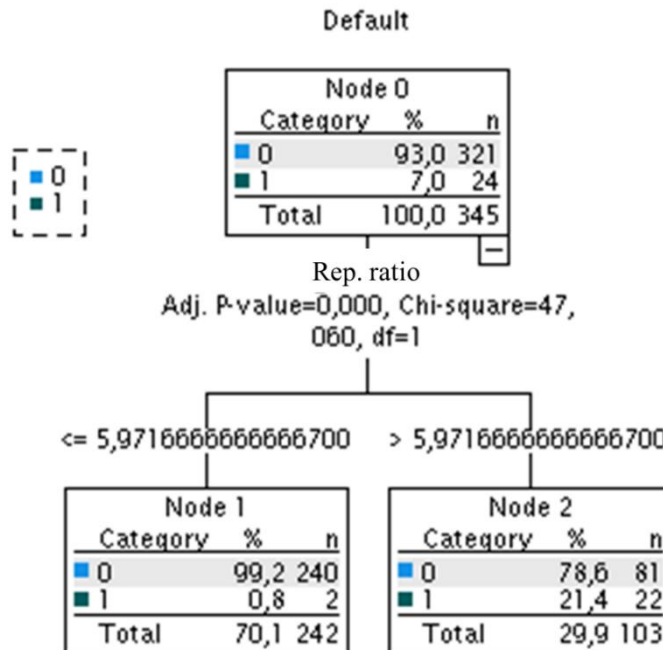 Default
Node 0
Category % n
0 93,0 321
1 7,0 24
Total 100,0 345
0
1
Rep. ratio
Adj. P-value=0,000, Chi-square=47,
060, df=1
<= 5,9716666666666700
> 5,9716666666666700
Node 1
Category % n
0 99,2 240
1 0,8 2
Total 70,1 242
Node 2
Category % n
0 78,6 81
1 21,4 22
Total 29,9 103